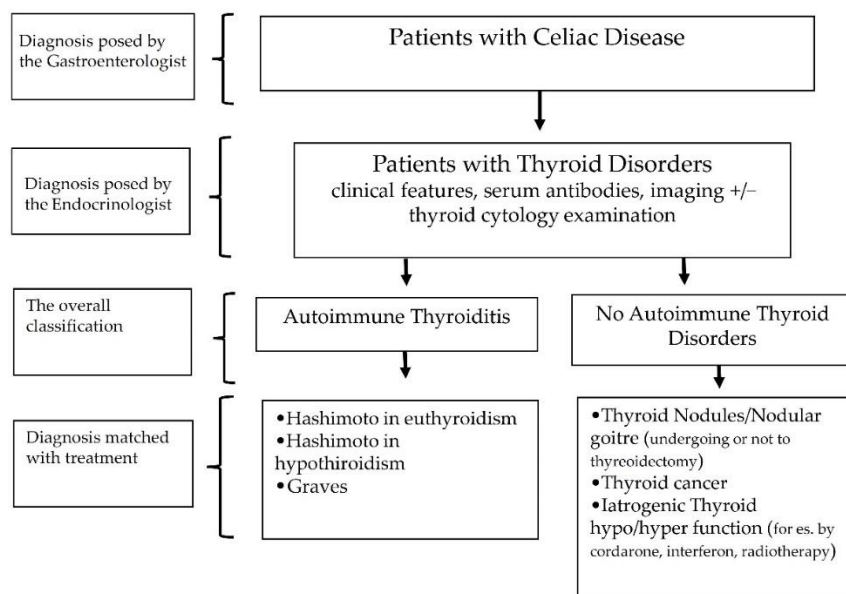 Diagnosis posed by
the Gastroenterologist
Patients with Celiac Disease
Diagnosis posed by
the Endocrinologist
Patients with Thyroid Disorders
clinical features, serum antibodies, imaging +/–
thyroid cytology examination
The overall
classification
Autoimmune Thyroiditis
No Autoimmune Thyroid
Disorders
Diagnosis matched
with treatment
•Hashimoto in euthyroidism
•Hashimoto in
hypothiroidism
•Graves
•Thyroid Nodules/Nodular
goitre (undergoing or not to
thyreoidectomy)
•Thyroid cancer
•Iatrogenic Thyroid
hypo/hyper function (for es. by
cordarone, interferon, radiotherapy)